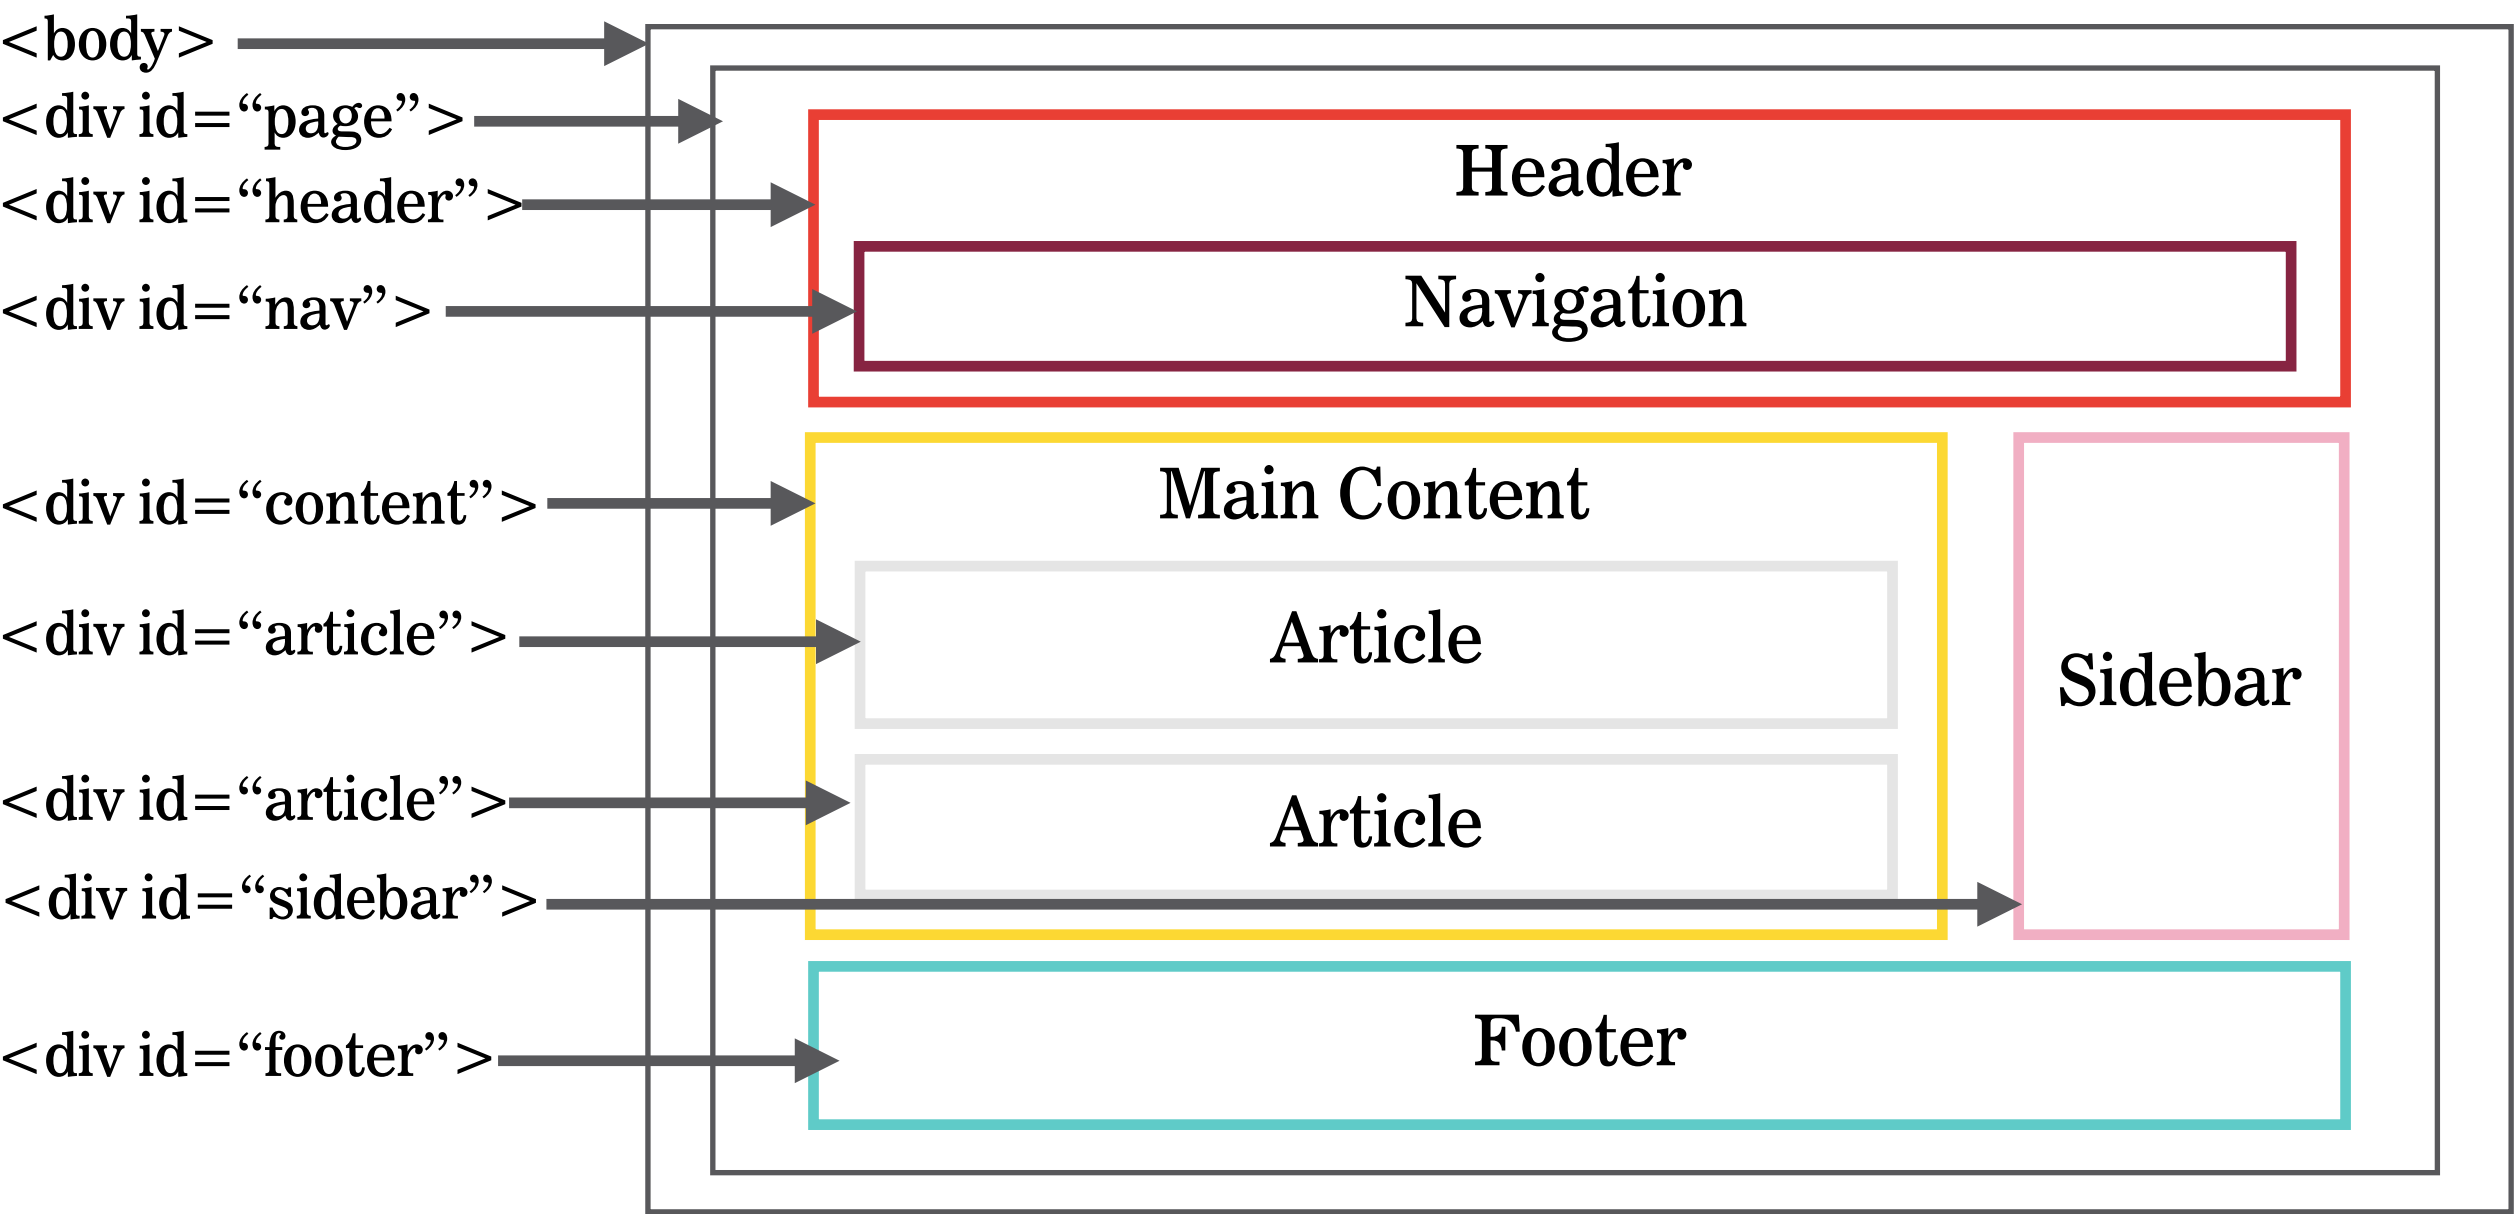 <body>
<div id=“page”>
<div id=“header”>
<div id=“nav”>
<div id=“content”>
<div id=“article”>
<div id=“article”>
<div id=“sidebar”>
<div id=“footer”>
Header
Navigation
Main Content
Article
Article
Sidebar
Footer